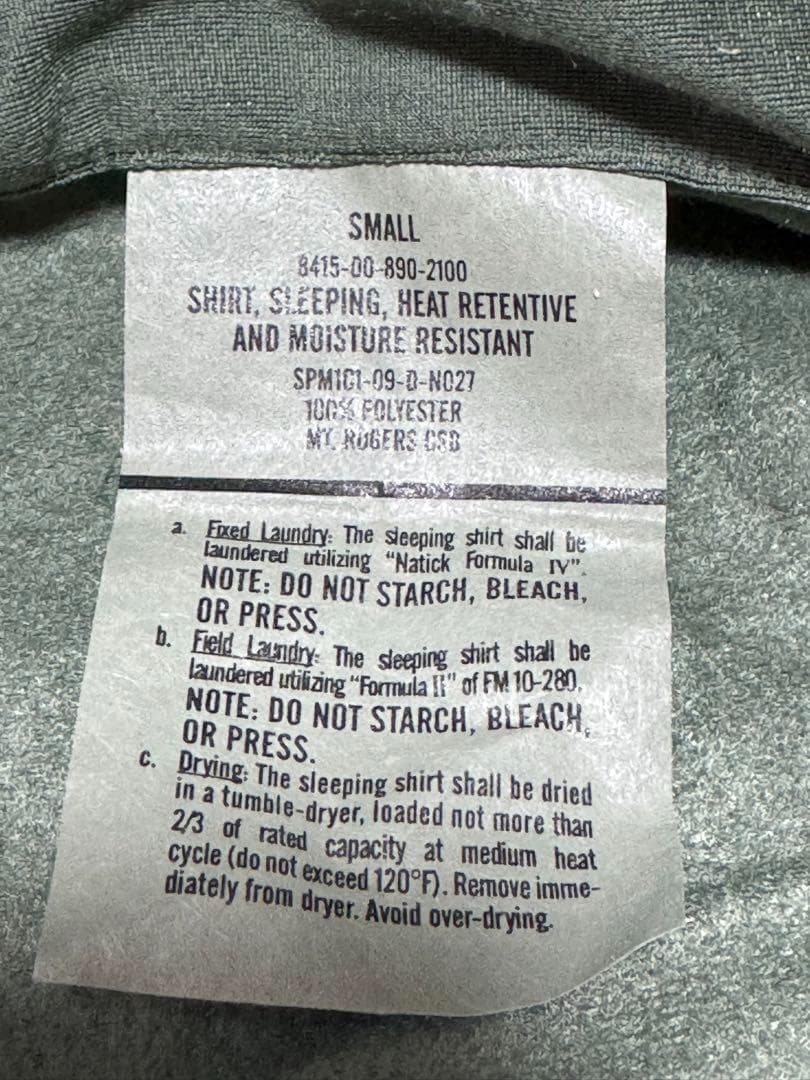 SMALL
8415-00-890-2100
SHIRT, SLEEPING, HEAT RETENTIVE
AND MOISTURE RESISTANT
SPM1C1-09-D-N027
100% POLYESTER
MT. ROGERS CSB
a. Fixed Laundry: The sleeping shirt shall be
laundered utilizing "Natick Formula IV".
NOTE: DO NOT STARCH, BLEACH,
OR PRESS.
b. Field Laundry: The sleeping shirt shall be
laundered utilizing "Formula II" of FM 10-280.
NOTE: DO NOT STARCH, BLEACH,
OR PRESS.
c. Drying: The sleeping shirt shall be dried
in a tumble-dryer, loaded not more than
2/3 of rated capacity at medium heat
cycle (do not exceed 120°F). Remove imme-
diately from dryer. Avoid over-drying.